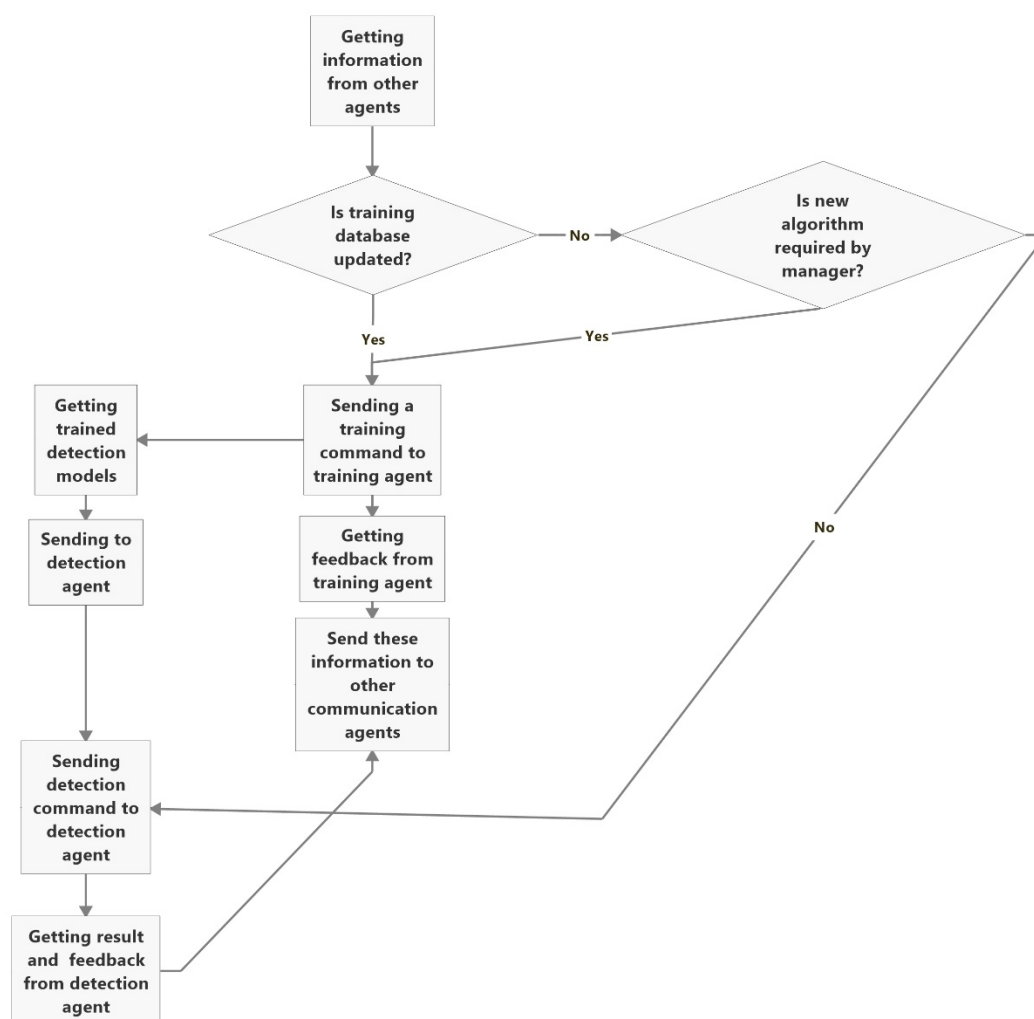 Getting
information
from other
agents
Is training
database
updated?
No
Is new
algorithm
required by
manager?
Yes
Yes
Getting
trained
detection
models
Sending a
training
command to
training agent
Sending to
detection
agent
Getting
feedback from
training agent
No
Send these
information to
other
communication
agents
Sending
detection
command to
detection
agent
Getting result
and feedback
from detection
agent